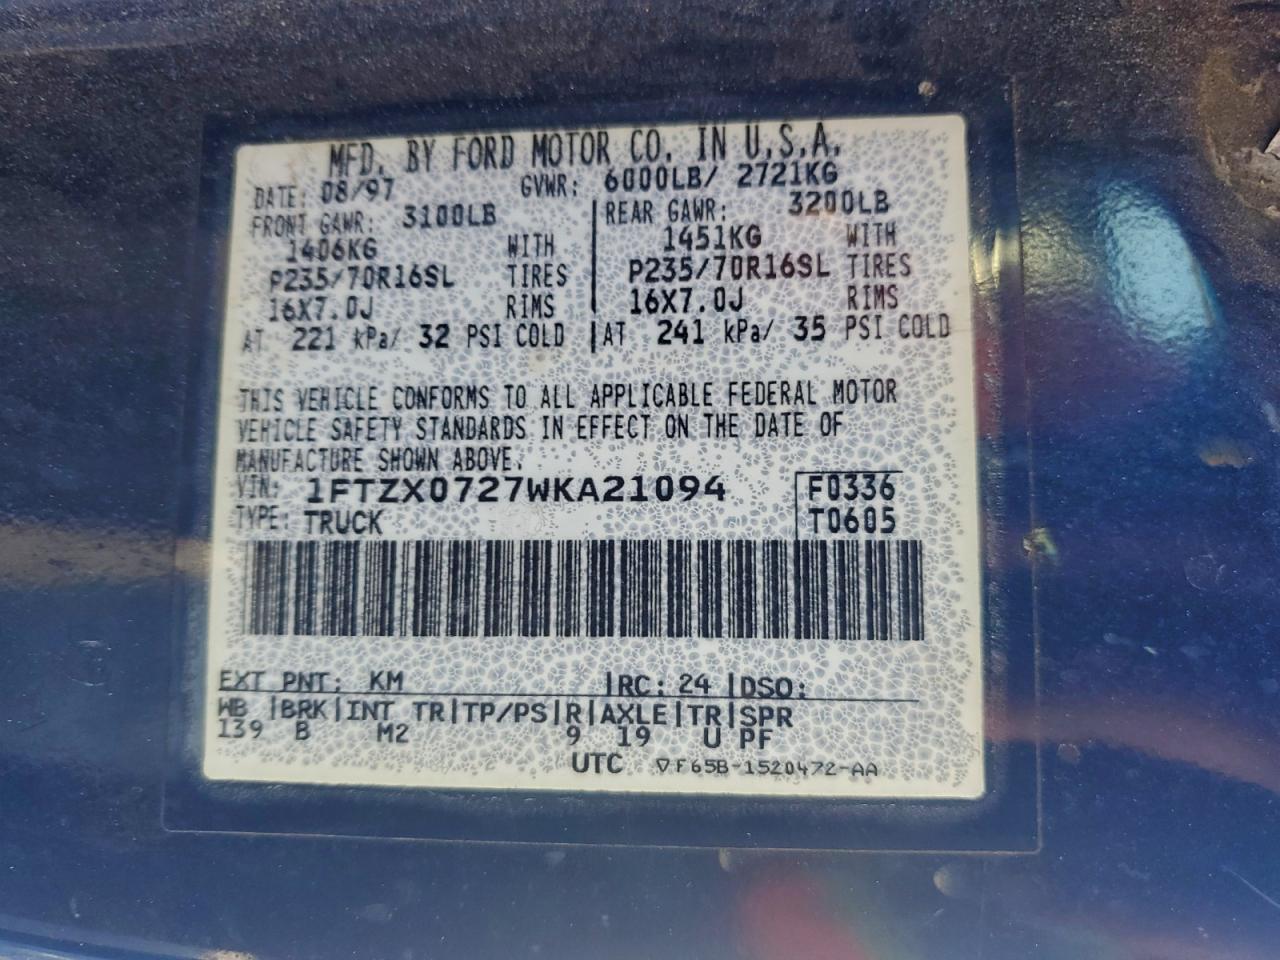 MFD. BY FORD MOTOR CO. IN U.S.A.
DATE: 08/97 GVWR: 6000LB/ 2721KG
FRONT GAWR: 3100LB REAR GAWR: 3200LB
1406KG WITH 1451KG WITH
P235/70R16SL TIRES P235/70R16SL TIRES
16X7.0J RIMS 16X7.0J RIMS
AT 221 kPa/ 32 PSI COLD AT 241 kPa/ 35 PSI COLD
THIS VEHICLE CONFORMS TO ALL APPLICABLE FEDERAL MOTOR
VEHICLE SAFETY STANDARDS IN EFFECT ON THE DATE OF
MANUFACTURE SHOWN ABOVE.
VIN: 1FTZX0727WKA21094 F0336
TYPE: TRUCK T0605
EXT PNT: KM RC: 24 DSO:
WB BRK INT TR TP/PS R AXLE TR SPR
139 B M2 9 19 U PF
UTC ▽F65B-1520472-AA